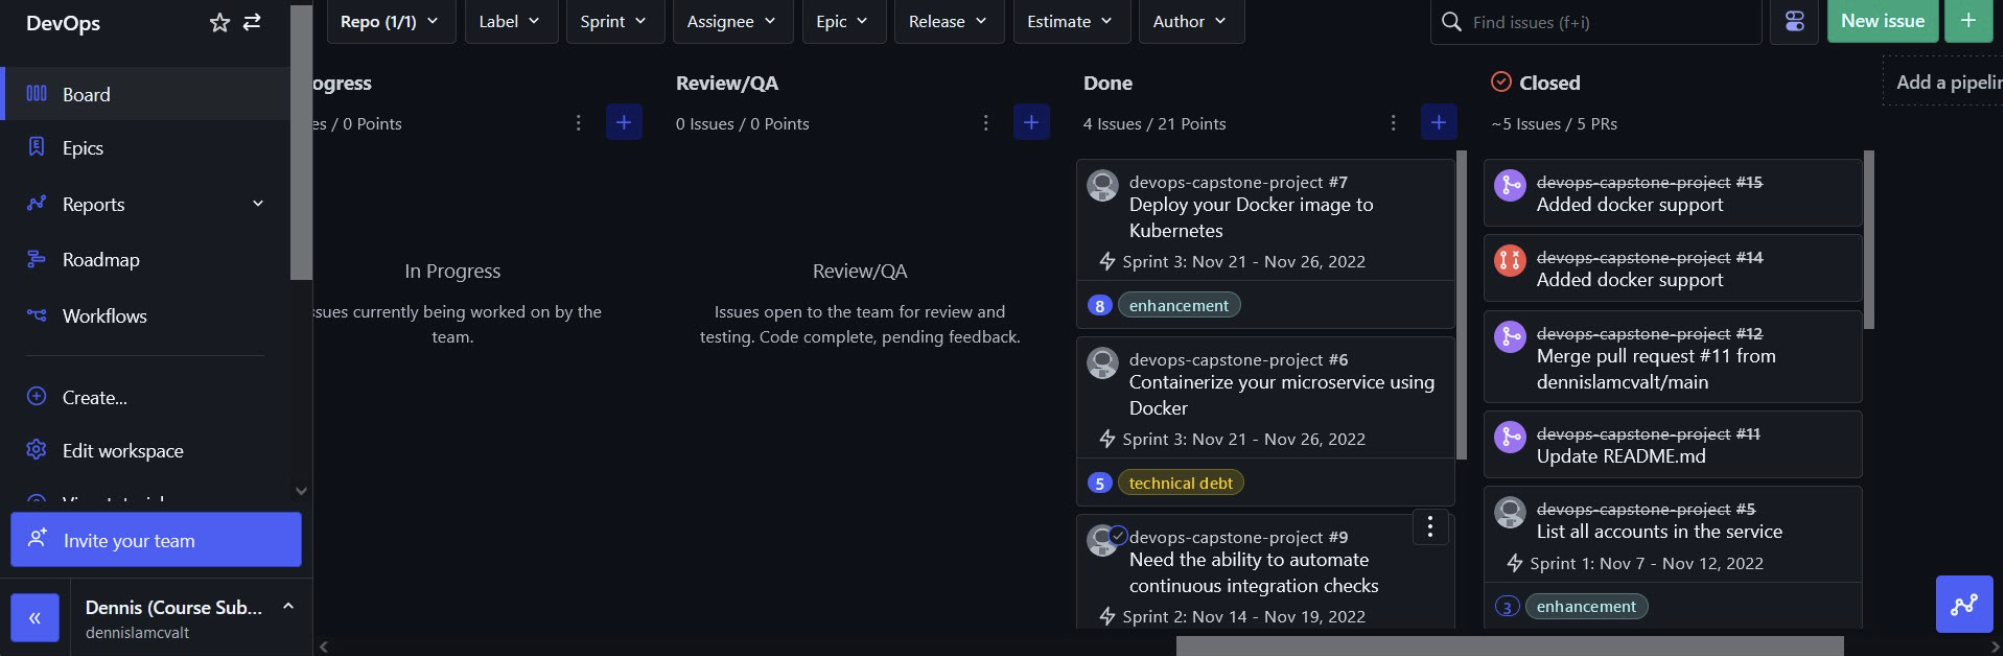 DevOps
Board
Epics
Reports
Roadmap
Workflows
Create...
Edit workspace
Invite your team
Dennis (Course Sub...
dennislamcvalt
Repo (1/1)
Label
Sprint
Assignee
Epic
Release
Estimate
Author
Find issues (f+i)
New issue
+
ogress
es / 0 Points
In Progress
ssues currently being worked on by the
team.
Review/QA
0 Issues / 0 Points
Review/QA
Issues open to the team for review and
testing. Code complete, pending feedback.
Done
4 Issues / 21 Points
devops-capstone-project #7
Deploy your Docker image to
Kubernetes
Sprint 3: Nov 21 - Nov 26, 2022
8 enhancement
devops-capstone-project #6
Containerize your microservice using
Docker
Sprint 3: Nov 21 - Nov 26, 2022
5 technical debt
devops-capstone-project #9
Need the ability to automate
continuous integration checks
Sprint 2: Nov 14 - Nov 19, 2022
Closed
~5 Issues / 5 PRs
devops-capstone-project #15
Added docker support
devops-capstone-project #14
Added docker support
devops-capstone-project #12
Merge pull request #11 from
dennislamcvalt/main
devops-capstone-project #11
Update README.md
devops-capstone-project #5
List all accounts in the service
Sprint 1: Nov 7 - Nov 12, 2022
3 enhancement
Add a pipelin